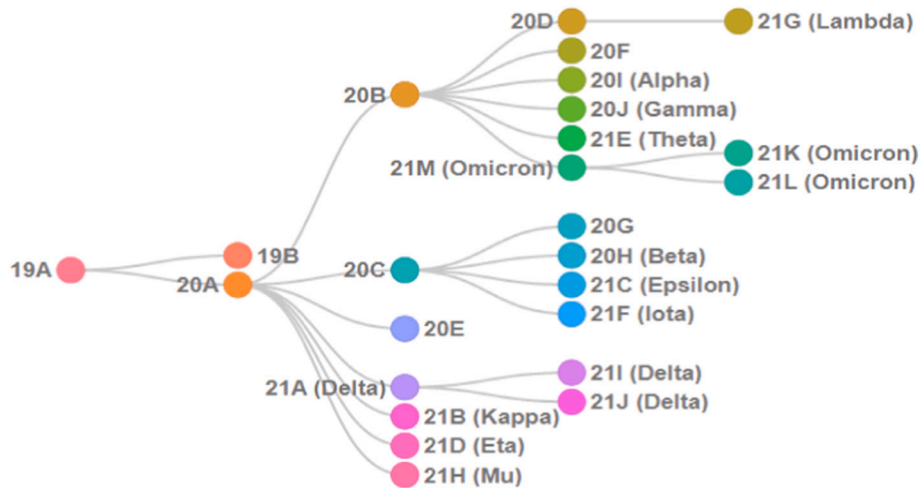 20D
21G (Lambda)
20F
20I (Alpha)
20B
20J (Gamma)
21E (Theta)
21K (Omicron)
21M (Omicron)
21L (Omicron)
20G
19B
20H (Beta)
19A
20C
20A
21C (Epsilon)
21F (Iota)
20E
21I (Delta)
21A (Delta)
21J (Delta)
21B (Kappa)
21D (Eta)
21H (Mu)